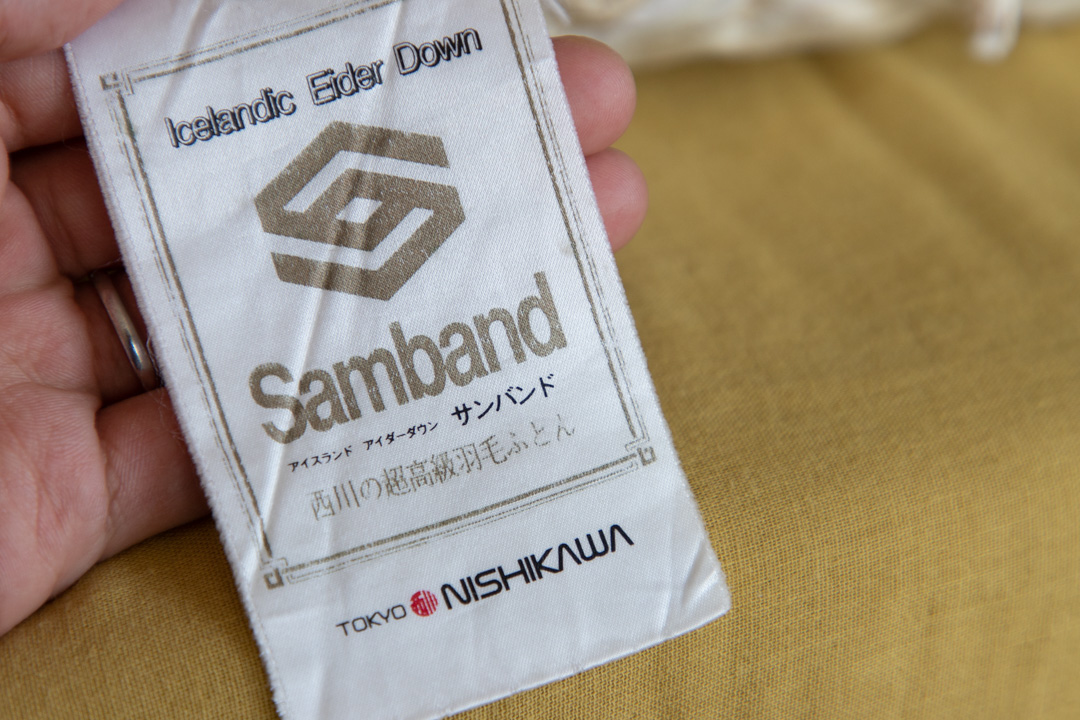 Icelandic Eider Down
Samband
アイスランド アイダーダウン サンバンド
西川の超高級羽毛ふとん
TOKYO NISHIKAWA